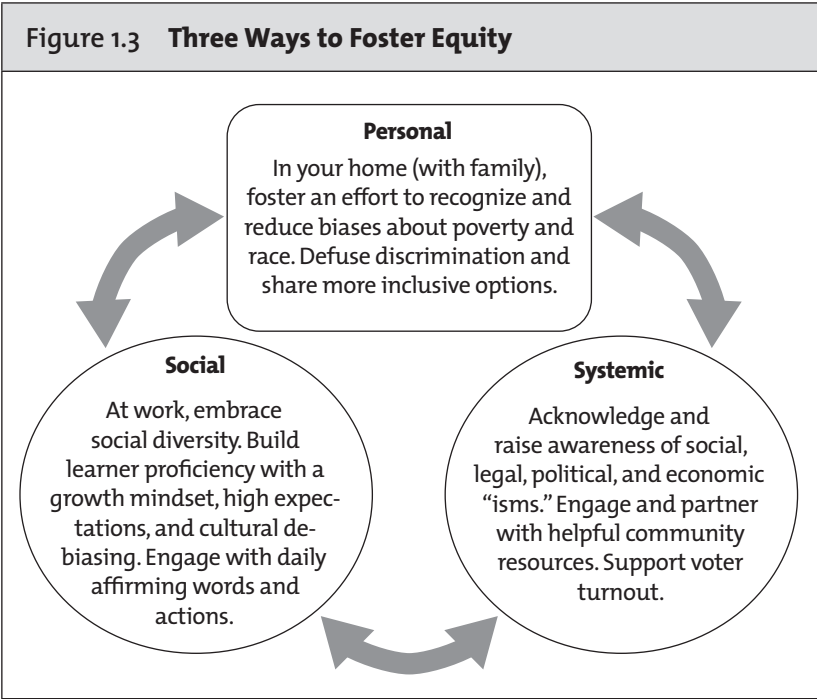 Figure 1.3 Three Ways to Foster Equity
Personal
In your home (with family),
foster an effort to recognize and
reduce biases about poverty and
race. Defuse discrimination and
share more inclusive options.
Social
At work, embrace
social diversity. Build
learner proficiency with a
growth mindset, high expec-
tations, and cultural de-
biasing. Engage with daily
affirming words and
actions.
Systemic
Acknowledge and
raise awareness of social,
legal, political, and economic
“isms.” Engage and partner
with helpful community
resources. Support voter
turnout.